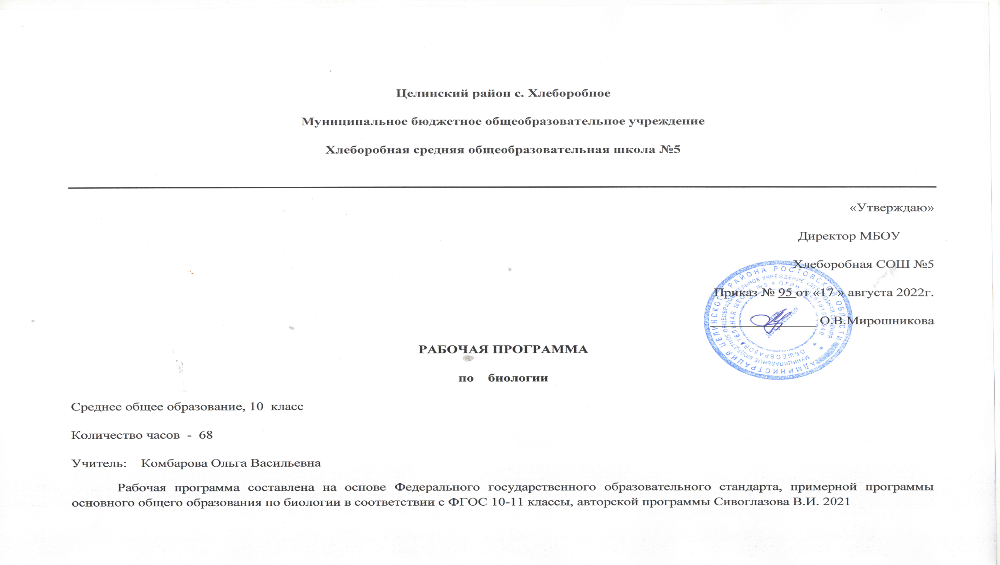 Целинский район с. Хлеборобное
Муниципальное бюджетное общеобразовательное учреждение
Хлеборобная средняя общеобразовательная школа №5
«Утверждаю»
Директор МБОУ
Хлеборобная СОШ №5
Приказ № 95 от «17 » августа 2022г.
О.В.Мирошникова
АДМИНИСТРАЦИЯ ЦЕЛИНСКОГО РАЙОНА РОСТОВСКОЙ ОБЛАСТИ
МУНИЦИПАЛЬНОЕ БЮДЖЕТНОЕ ОБЩЕОБРАЗОВАТЕЛЬНОЕ УЧРЕЖДЕНИЕ ХЛЕБОРОБНАЯ СРЕДНЯЯ
ОБЩЕОБРАЗОВАТЕЛЬНАЯ ШКОЛА №5 * ОГРН
РАБОЧАЯ ПРОГРАММА
по биологии
Среднее общее образование, 10 класс
Количество часов - 68
Учитель: Комбарова Ольга Васильевна
Рабочая программа составлена на основе Федерального государственного образовательного стандарта, примерной программы
основного общего образования по биологии в соответствии с ФГОС 10-11 классы, авторской программы Сивоглазова В.И. 2021